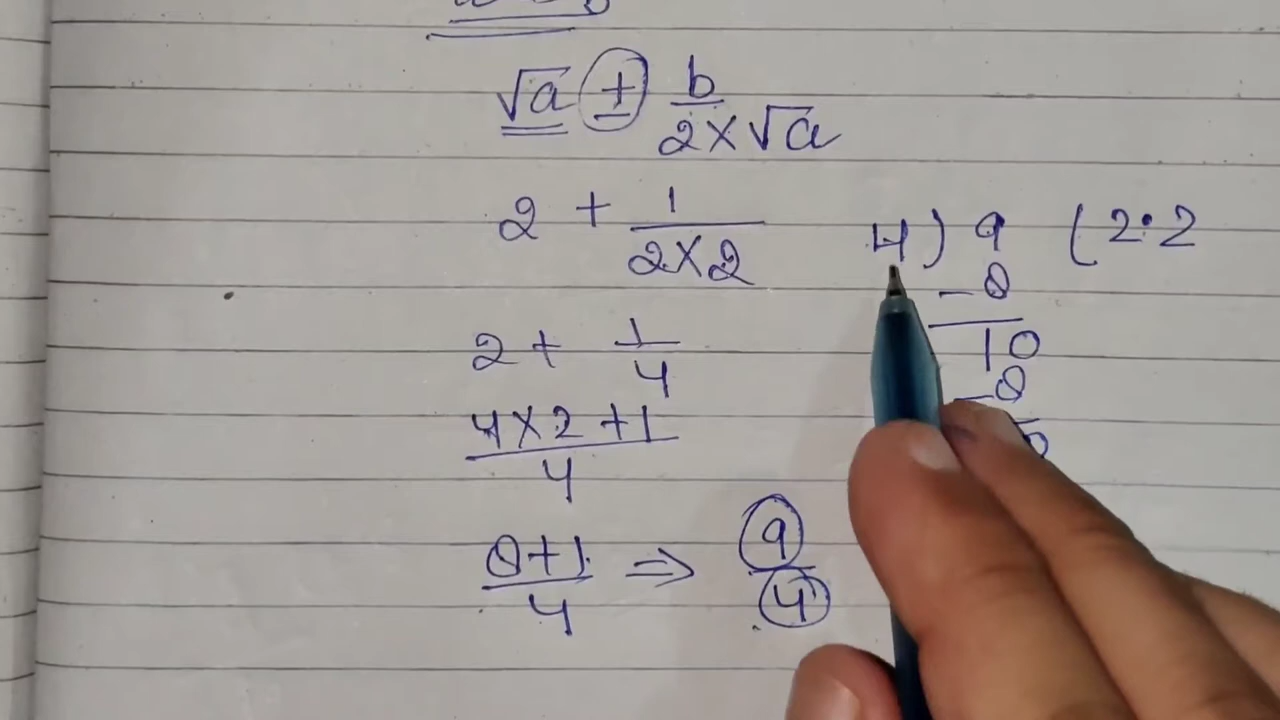 √a ± b/2×√a
2 + 1/2×2
2 + 1/4
4×2+1/4
8+1/4 ⇒ 9/4
4 ) 9 ( 2.2
- 8
10
- 8